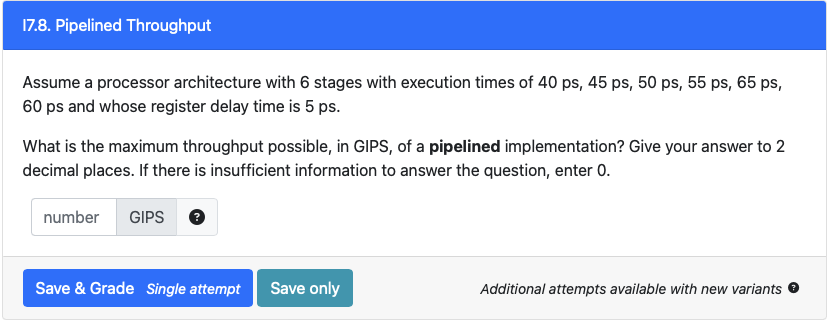 I7.8. Pipelined Throughput
Assume a processor architecture with 6 stages with execution times of 40 ps, 45 ps, 50 ps, 55 ps, 65 ps,
60 ps and whose register delay time is 5 ps.
What is the maximum throughput possible, in GIPS, of a pipelined implementation? Give your answer to 2
decimal places. If there is insufficient information to answer the question, enter 0.
number GIPS ?
Save & Grade Single attempt Save only Additional attempts available with new variants ?